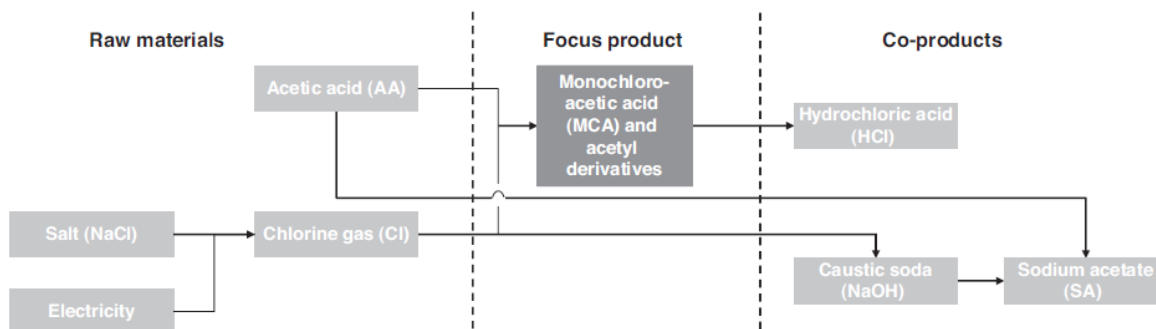 Raw materials
Focus product
Co-products
Acetic acid (AA)
Monochloro-
acetic acid
(MCA) and
acetyl
derivatives
Hydrochloric acid
(HCl)
Salt (NaCl)
Chlorine gas (Cl)
Electricity
Caustic soda
(NaOH)
Sodium acetate
(SA)